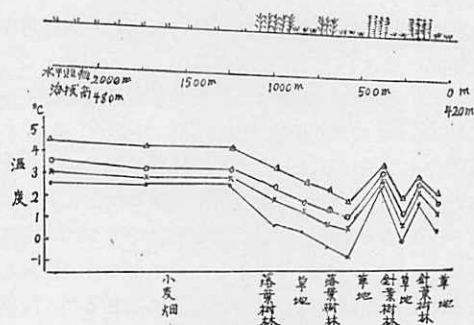 水平距離 2000m 1500m 1000m 500m 0m
海抜高 480m 420m
°C
5
4
3
2
1
0
-1
温度
小麦畑
落葉樹林
草地
落葉樹林
草地
針葉樹林
草地
針葉樹林
草地